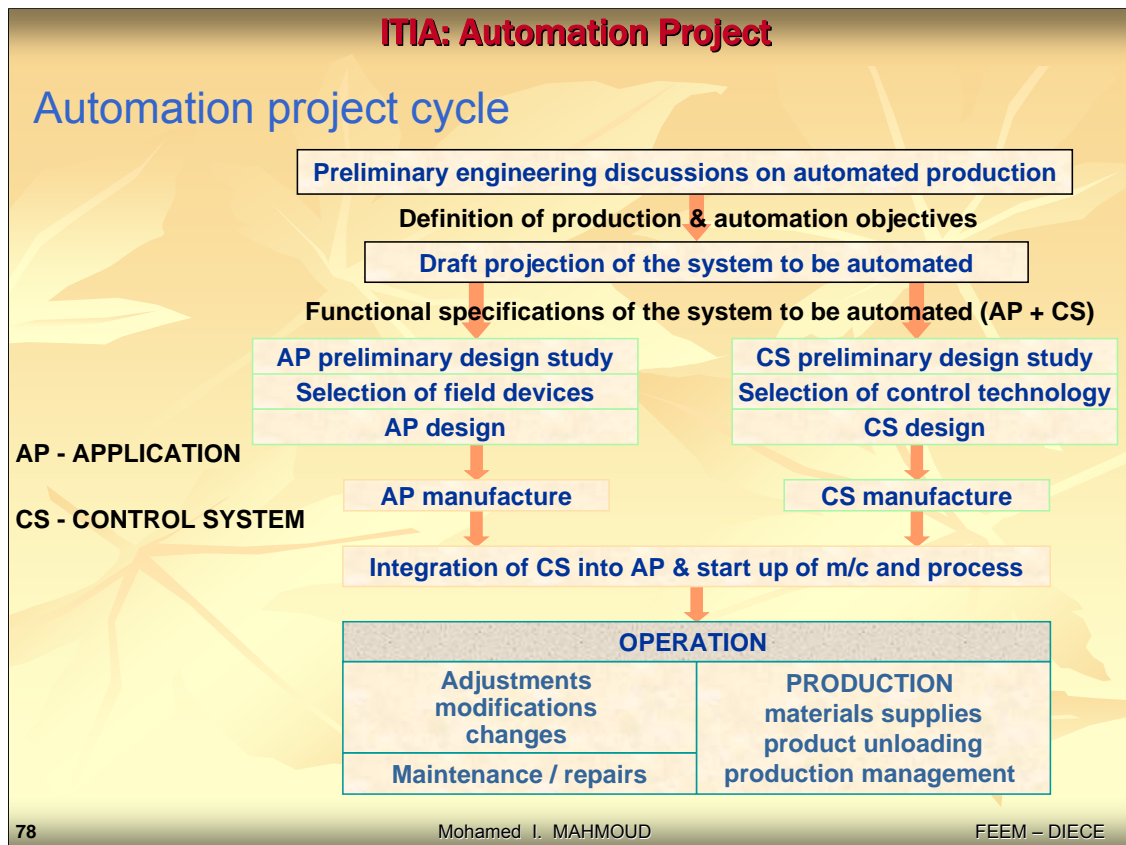 ITIA: Automation Project
Automation project cycle
Preliminary engineering discussions on automated production
Definition of production & automation objectives
Draft projection of the system to be automated
Functional specifications of the system to be automated (AP + CS)
AP preliminary design study
Selection of field devices
AP design
CS preliminary design study
Selection of control technology
CS design
AP - APPLICATION
CS - CONTROL SYSTEM
AP manufacture
CS manufacture
Integration of CS into AP & start up of m/c and process
OPERATION
Adjustments
modifications
changes
Maintenance / repairs
PRODUCTION
materials supplies
product unloading
production management
78
Mohamed I. MAHMOUD
FEEM – DIECE